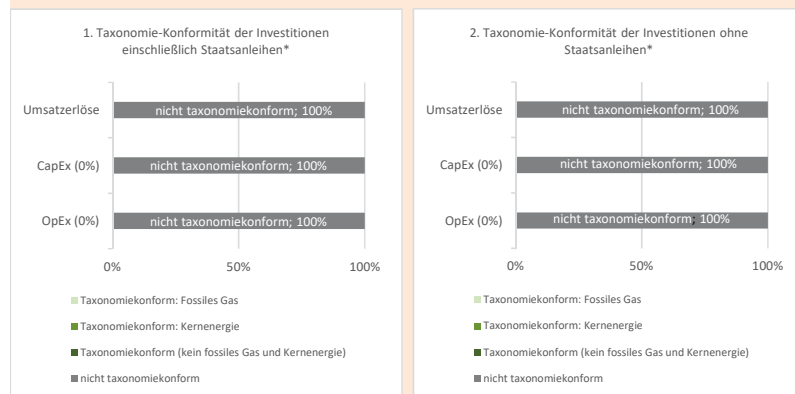 1. Taxonomie-Konformität der Investitionen
einschließlich Staatsanleihen*
Umsatzerlöse
nicht taxonomiekonform; 100%
CapEx (0%)
nicht taxonomiekonform; 100%
OpEx (0%)
nicht taxonomiekonform; 100%
0% 50% 100%
Taxonomiekonform: Fossiles Gas
Taxonomiekonform: Kernenergie
Taxonomiekonform (kein fossiles Gas und Kernenergie)
nicht taxonomiekonform
2. Taxonomie-Konformität der Investitionen ohne
Staatsanleihen*
Umsatzerlöse
nicht taxonomiekonform; 100%
CapEx (0%)
nicht taxonomiekonform; 100%
OpEx (0%)
nicht taxonomiekonform; 100%
0% 50% 100%
Taxonomiekonform: Fossiles Gas
Taxonomiekonform: Kernenergie
Taxonomiekonform (kein fossiles Gas und Kernenergie)
nicht taxonomiekonform